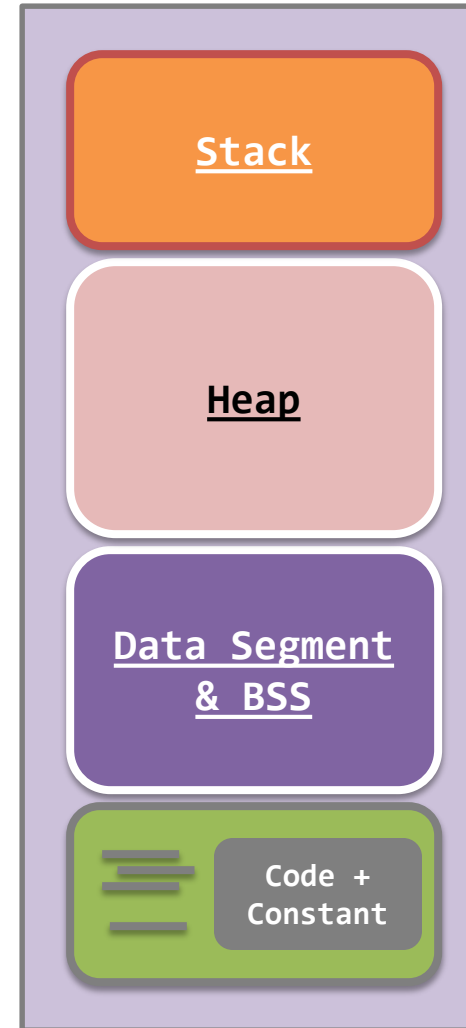 Stack
Heap
Data Segment
& BSS
Code +
Constant